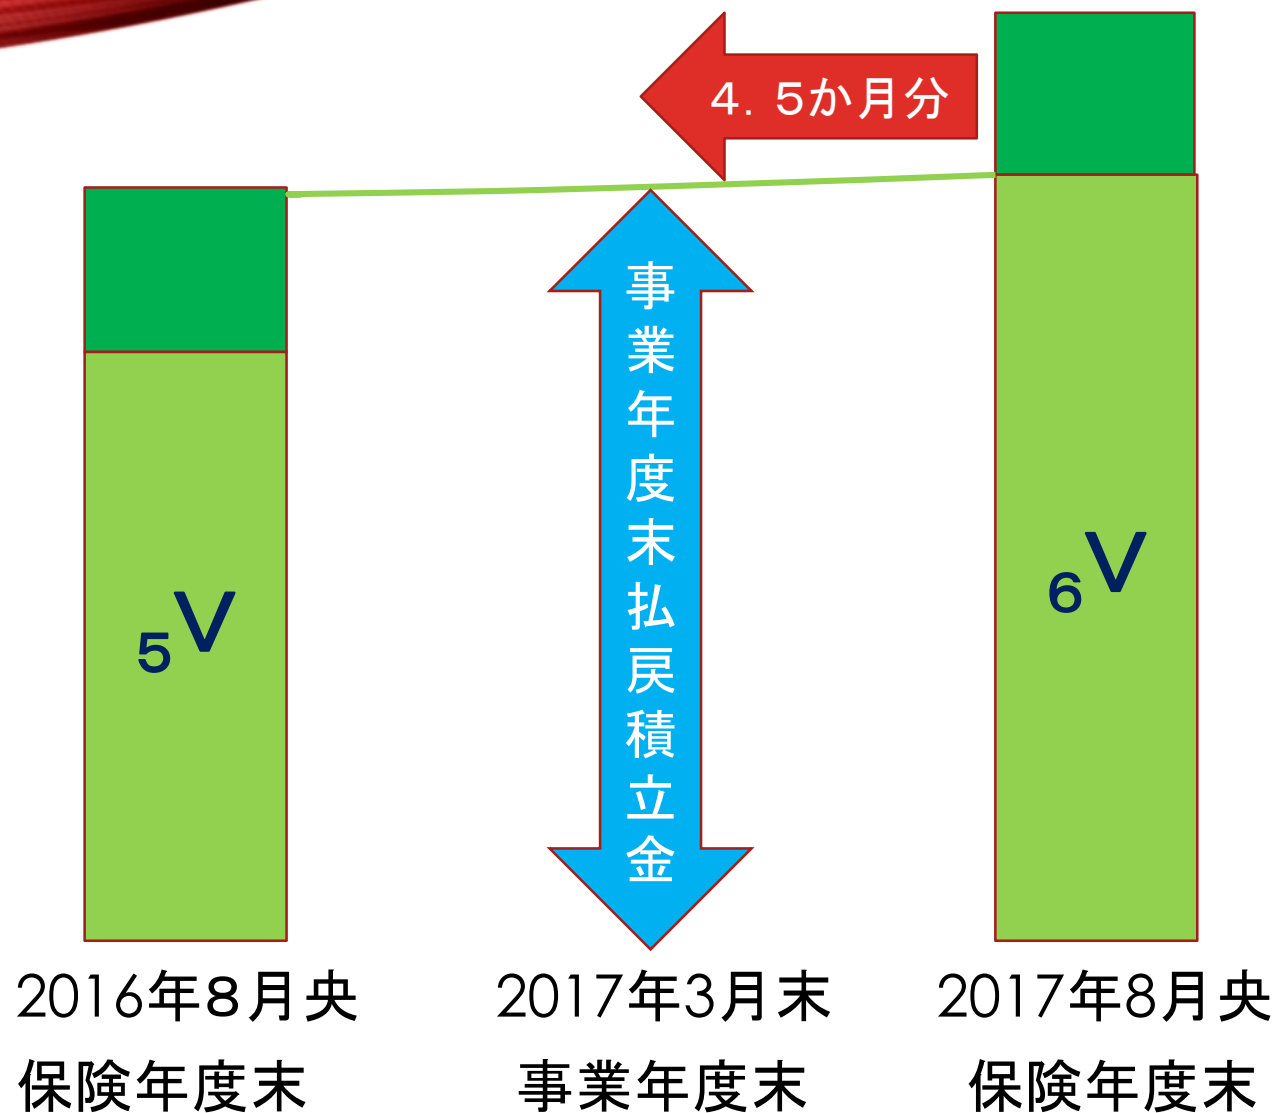 ４．５か月分
事業年度末払戻積立金
₅V
₆V
2016年８月央
保険年度末
2017年3月末
事業年度末
2017年8月央
保険年度末